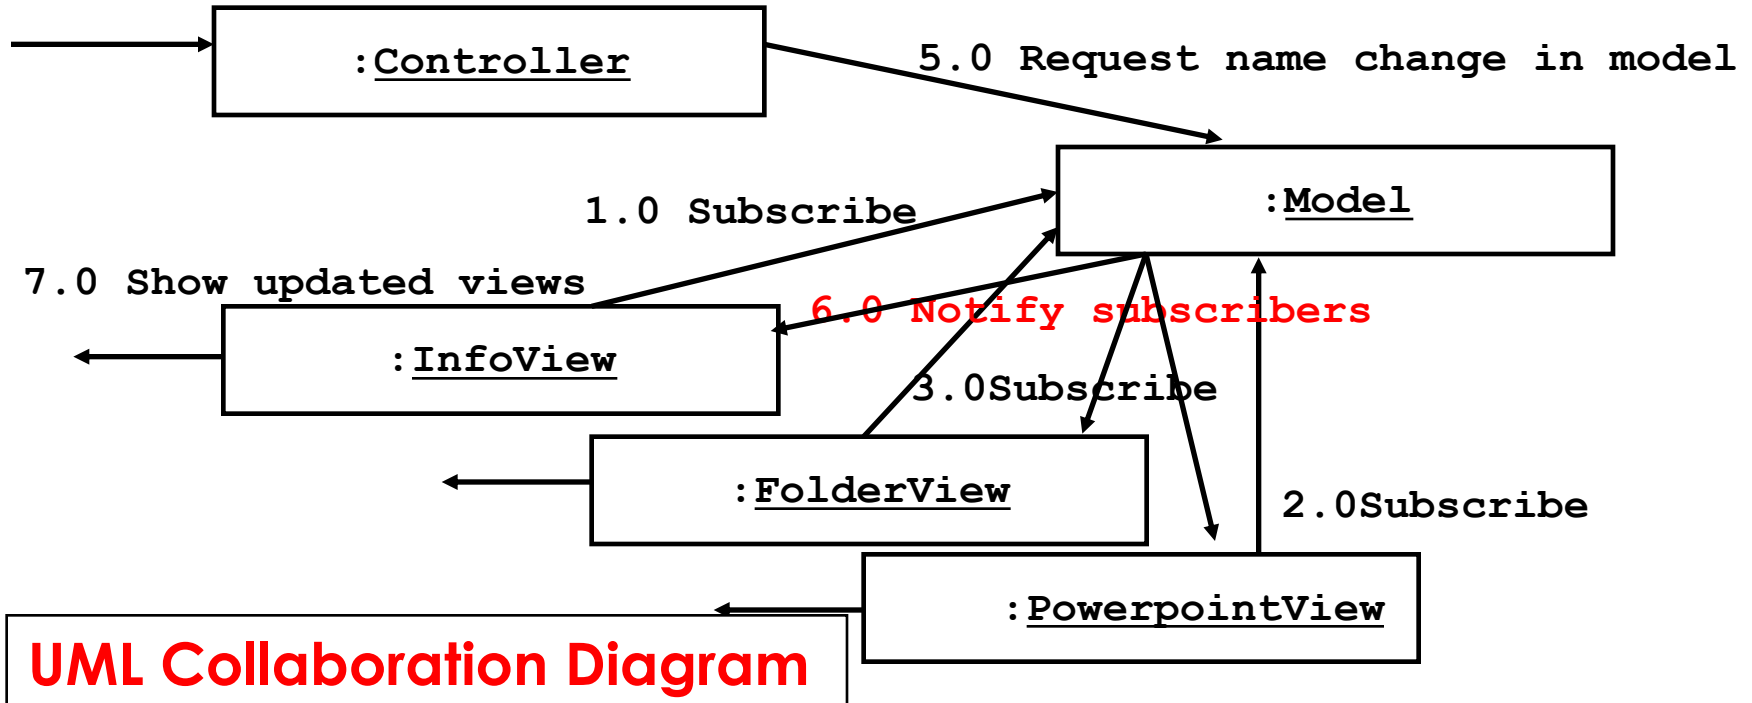 :Controller
5.0 Request name change in model
:Model
1.0 Subscribe
7.0 Show updated views
6.0 Notify subscribers
:InfoView
3.0Subscribe
:FolderView
2.0Subscribe
:PowerpointView
UML Collaboration Diagram